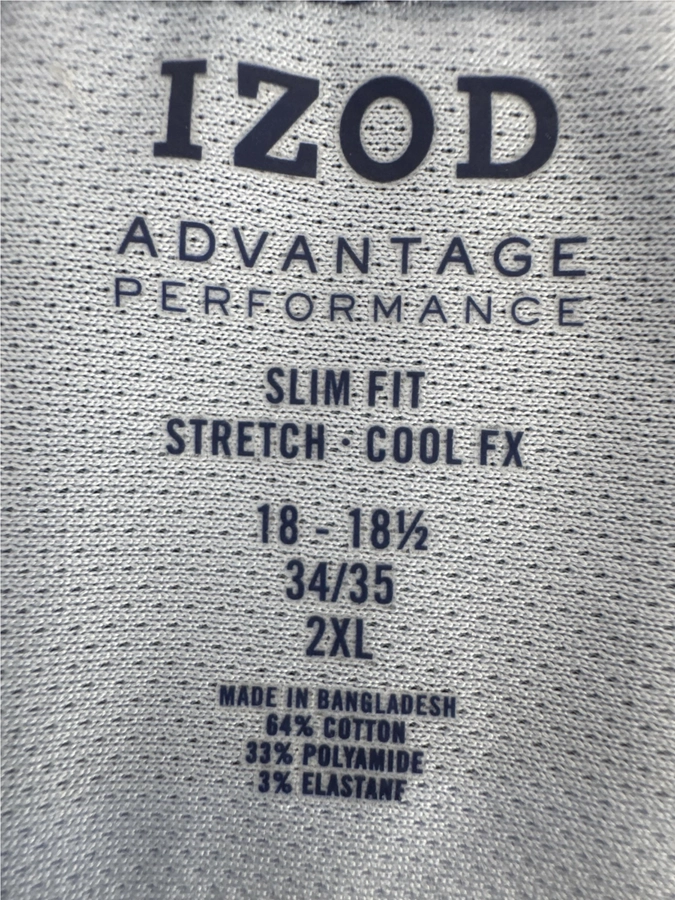 IZOD
ADVANTAGE
PERFORMANCE
SLIM FIT
STRETCH · COOL FX
18 - 18½
34/35
2XL
MADE IN BANGLADESH
64% COTTON
33% POLYAMIDE
3% ELASTANE